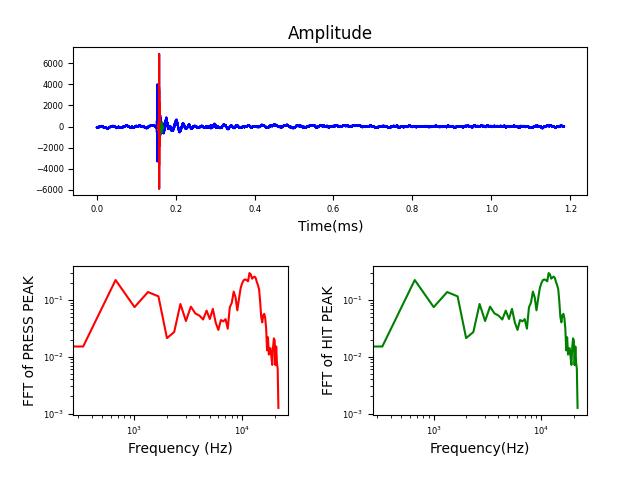 Amplitude
6000
4000
2000
0
−2000
−4000
−6000
0.0 0.2 0.4 0.6 0.8 1.0 1.2
Time(ms)
FFT of PRESS PEAK
10⁻¹
10⁻²
10⁻³
10³ 10⁴
Frequency (Hz)
FFT of HIT PEAK
10⁻¹
10⁻²
10⁻³
10³ 10⁴
Frequency(Hz)